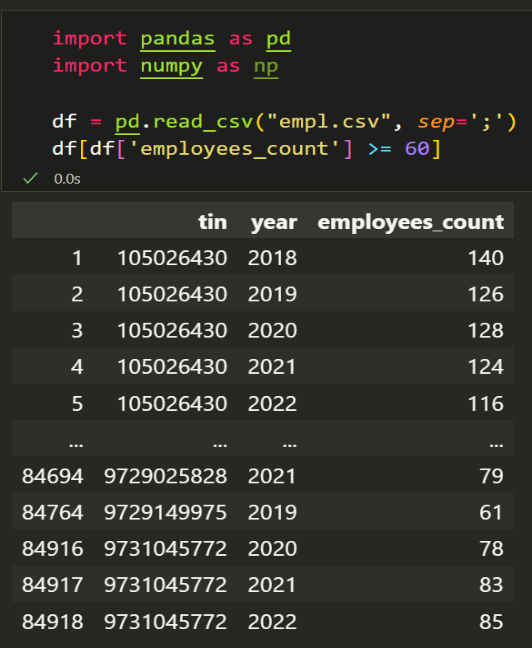 import pandas as pd
import numpy as np
df = pd.read_csv("empl.csv", sep=';')
df[df['employees_count'] >= 60]
0.0s
tin year employees_count
1 105026430 2018 140
2 105026430 2019 126
3 105026430 2020 128
4 105026430 2021 124
5 105026430 2022 116
... ... ... ...
84694 9729025828 2021 79
84764 9729149975 2019 61
84916 9731045772 2020 78
84917 9731045772 2021 83
84918 9731045772 2022 85